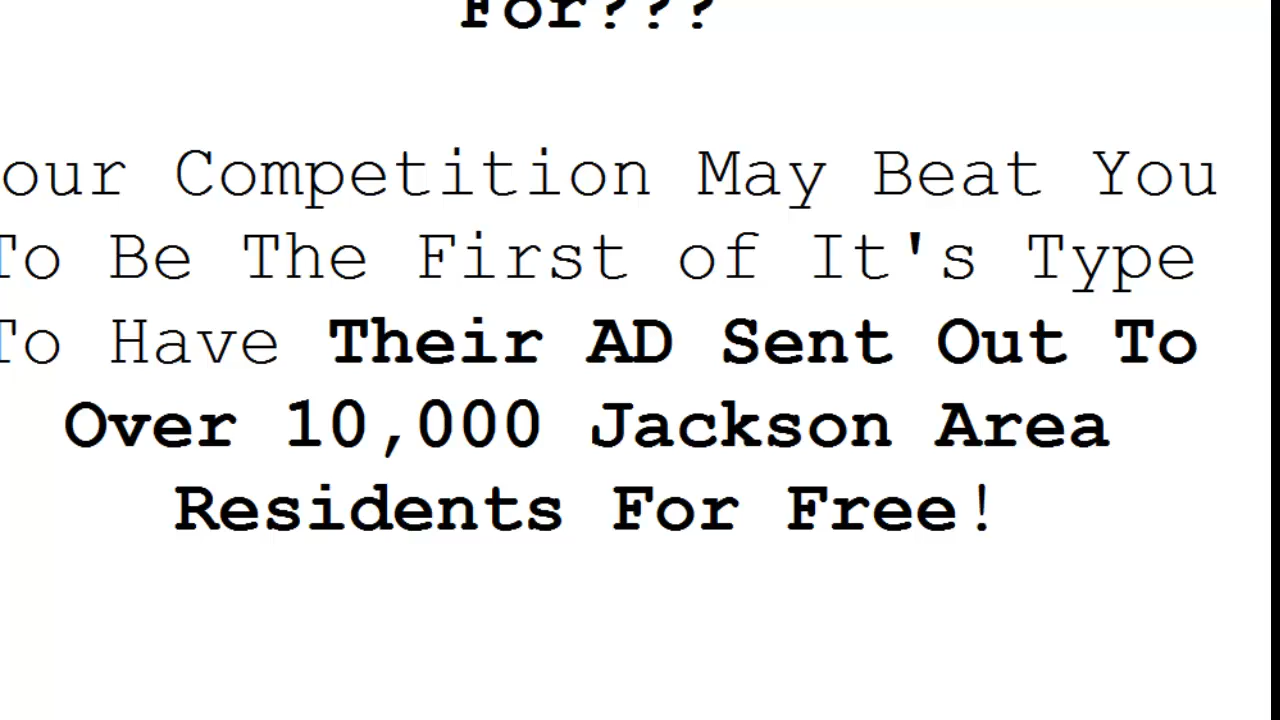 For???
our Competition May Beat You
To Be The First of It's Type
To Have Their AD Sent Out To
Over 10,000 Jackson Area
Residents For Free!